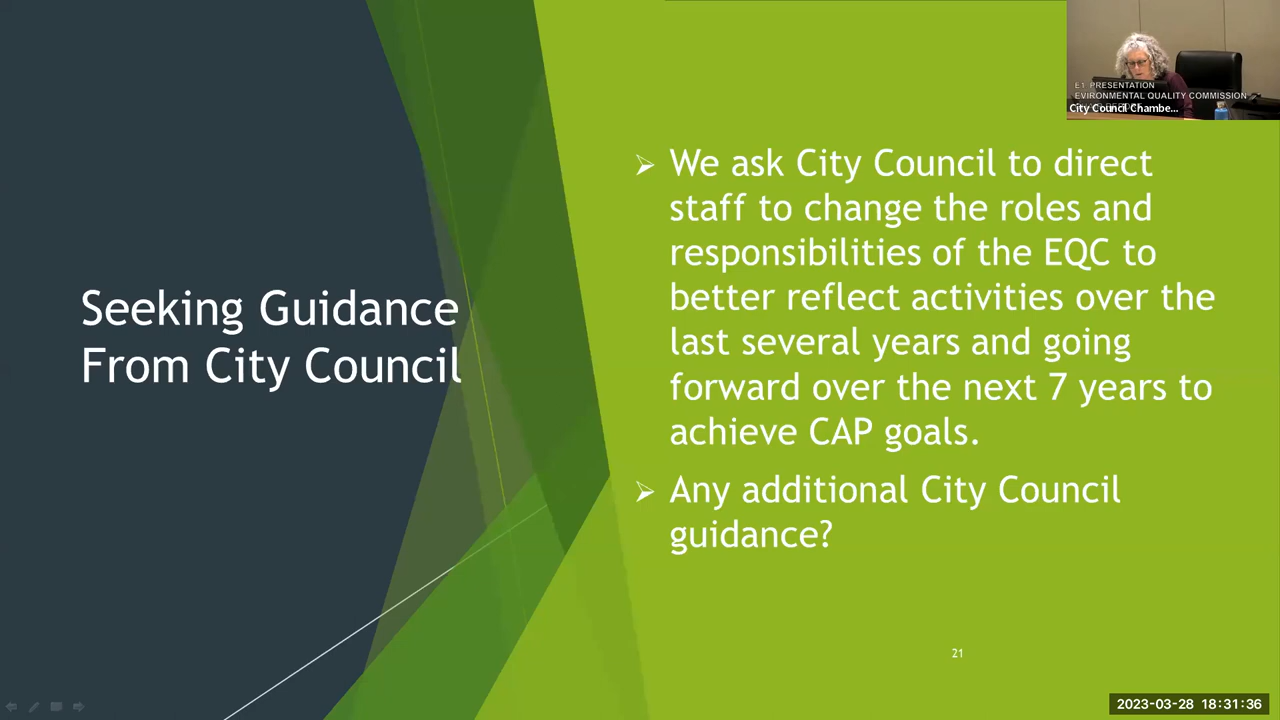 Seeking Guidance
From City Council
We ask City Council to direct
staff to change the roles and
responsibilities of the EQC to
better reflect activities over the
last several years and going
forward over the next 7 years to
achieve CAP goals.
Any additional City Council
guidance?
21
E1. PRESENTATION
EVIRONMENTAL QUALITY COMMISSION
City Council Chambe...
2023-03-28 18:31:36